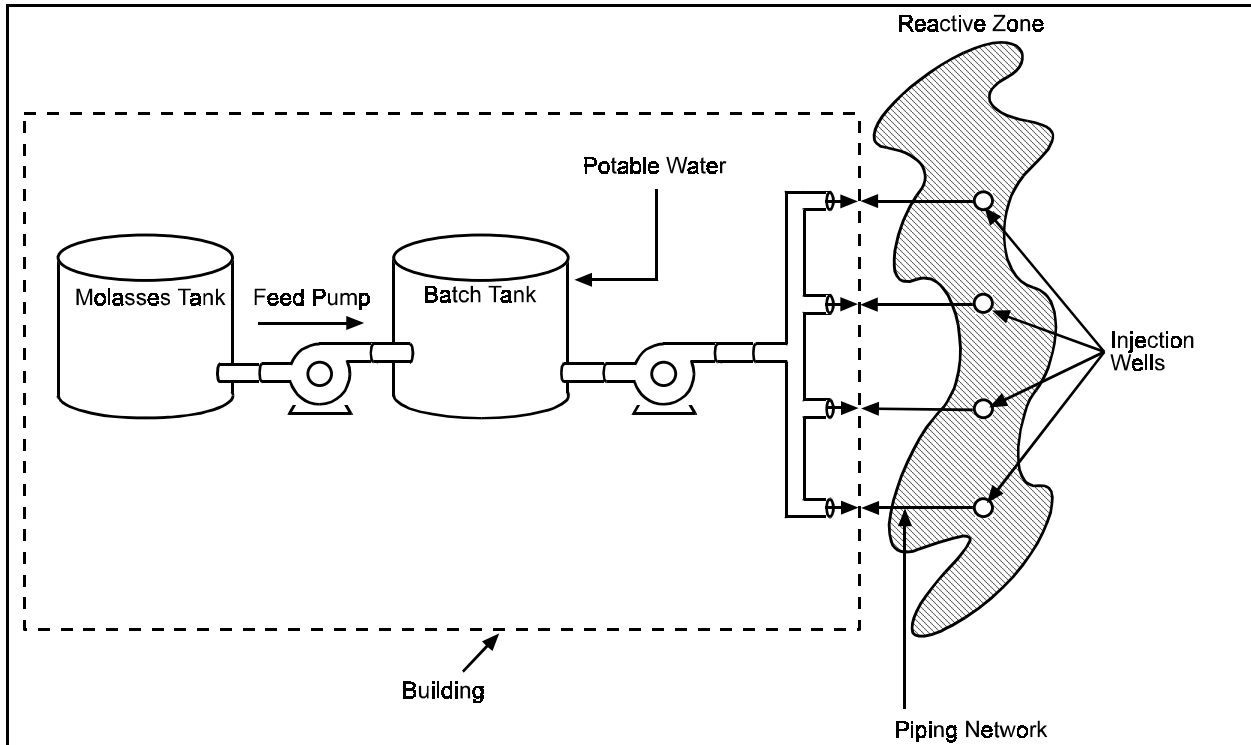 Reactive Zone
Potable Water
Molasses Tank
Feed Pump
Batch Tank
Injection
Wells
Building
Piping Network